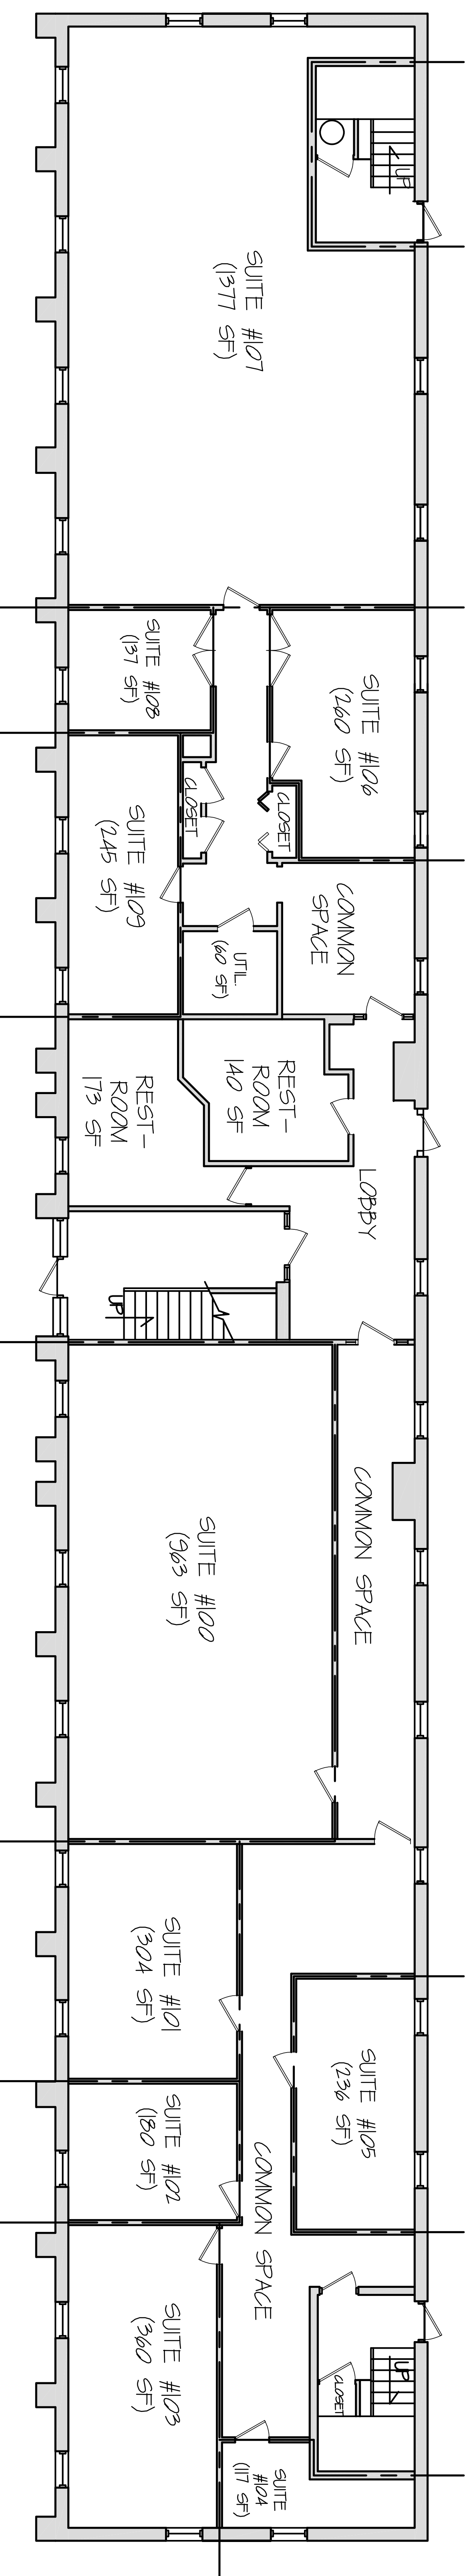 UP
SUITE #107
(1377 SF)
SUITE #108
(137 SF)
SUITE #106
(260 SF)
CLOSET
CLOSET
SUITE #109
(245 SF)
COMMON
SPACE
UTIL.
(60 SF)
REST-
ROOM
140 SF
REST-
ROOM
173 SF
LOBBY
UP
COMMON SPACE
SUITE #100
(963 SF)
SUITE #101
(304 SF)
SUITE #105
(236 SF)
SUITE #102
(180 SF)
COMMON SPACE
SUITE #103
(360 SF)
UP
CLOSET
SUITE
#104
(117 SF)